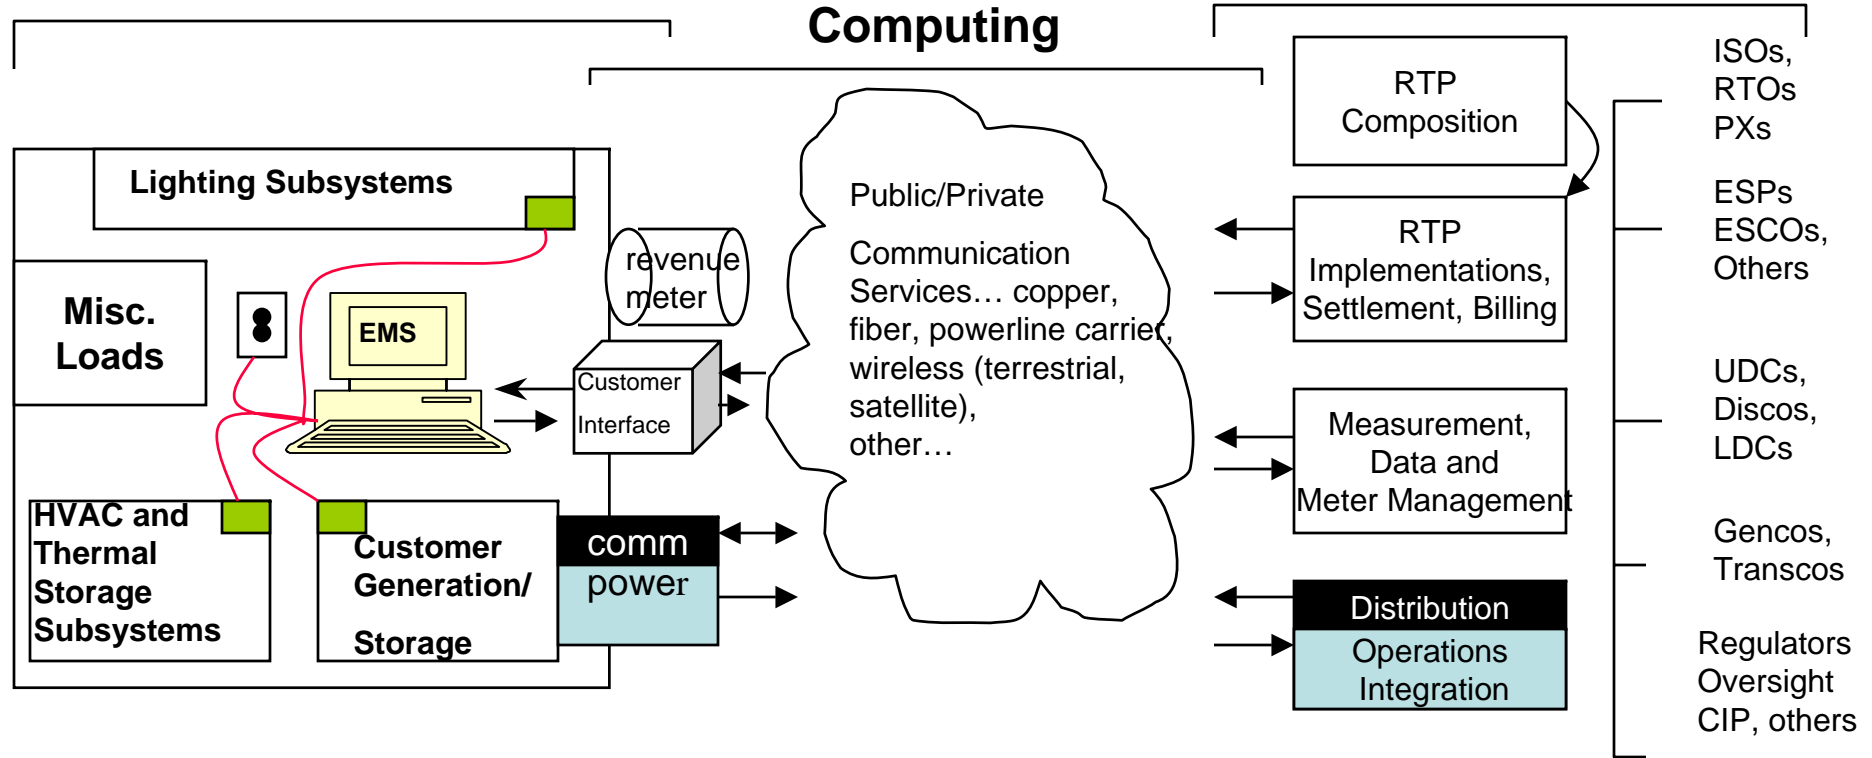 Computing
Lighting Subsystems
Misc.
Loads
EMS
HVAC and
Thermal
Storage
Subsystems
Customer
Generation/
Storage
revenue
meter
Customer
Interface
comm
power
Public/Private
Communication
Services… copper,
fiber, powerline carrier,
wireless (terrestrial,
satellite),
other…
RTP
Composition
RTP
Implementations,
Settlement, Billing
Measurement,
Data and
Meter Management
Distribution
Operations
Integration
ISOs,
RTOs
PXs
ESPs
ESCOs,
Others
UDCs,
Discos,
LDCs
Gencos,
Transcos
Regulators
Oversight
CIP, others